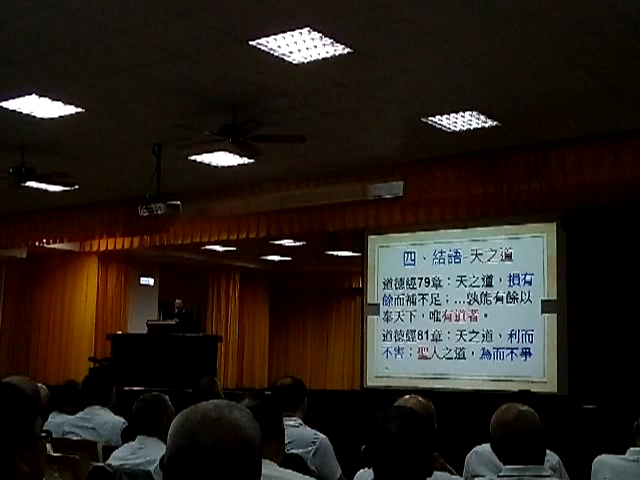 四、結語-天之道
道德經79章：天之道，損有
餘而補不足；…孰能有餘以
奉天下，唯有道者。
道德經81章：天之道、利而
不害；聖人之道，為而不爭